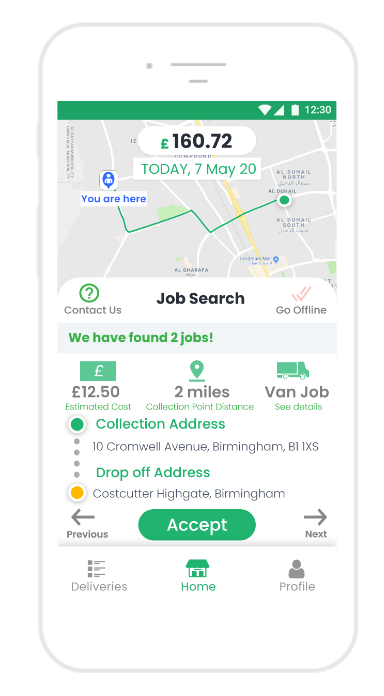 12:30
£ 160.72
TODAY, 7 May 20
AL DUHAIL
NORTH
AL DUHAIL
You are here
AL DUHAIL
SOUTH
Landmark Mall
AL GHARAFA
الغرافة
Contact Us
Job Search
Go Offline
We have found 2 jobs!
£
£12.50
2 miles
Van Job
Estimated Cost
Collection Point Distance
See details
Collection Address
10 Cromwell Avenue, Birmingham, B1 1XS
Drop off Address
Costcutter Highgate, Birmingham
Previous
Accept
Next
Deliveries
Home
Profile